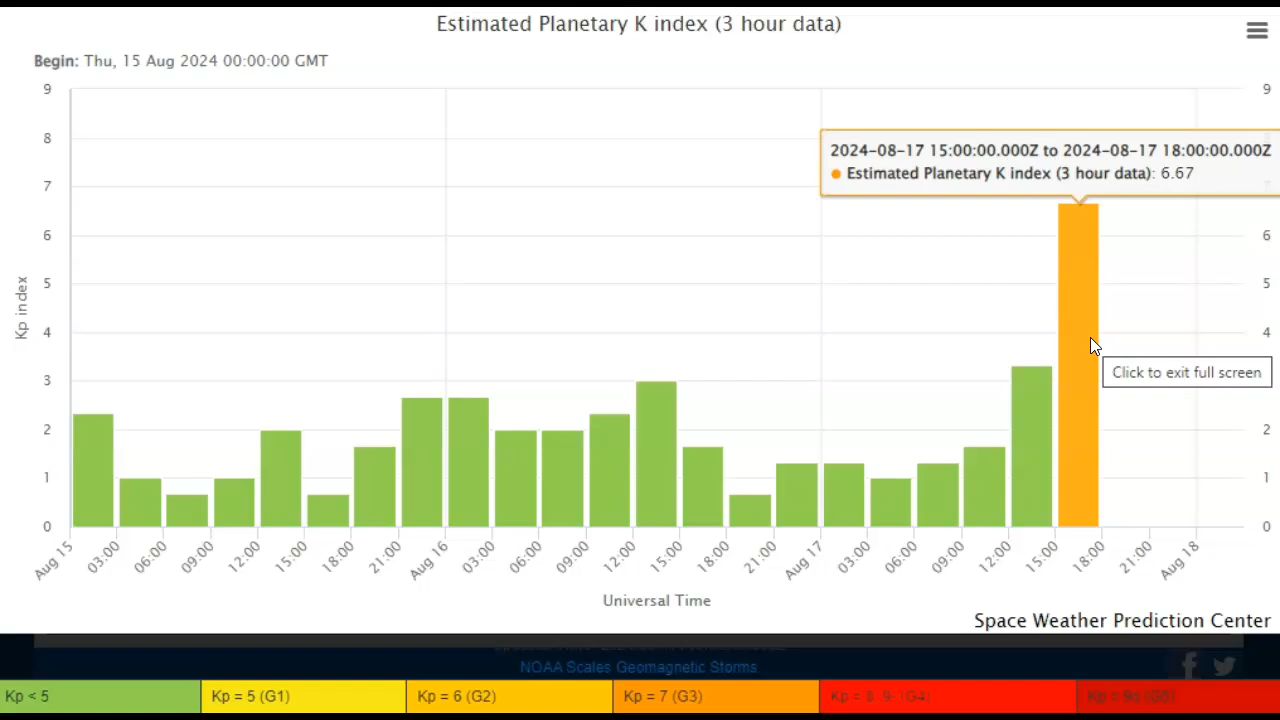 Estimated Planetary K index (3 hour data)
Begin: Thu, 15 Aug 2024 00:00:00 GMT
9
8
7
6
5
4
3
2
1
0
Kp index
9
6
5
4
2
1
0
2024-08-17 15:00:00.000Z to 2024-08-17 18:00:00.000Z
Estimated Planetary K index (3 hour data): 6.67
Click to exit full screen
Aug 15
03:00
06:00
09:00
12:00
15:00
18:00
21:00
Aug 16
03:00
06:00
09:00
12:00
15:00
18:00
21:00
Aug 17
03:00
06:00
09:00
12:00
15:00
18:00
21:00
Aug 18
Universal Time
Space Weather Prediction Center
NOAA Scales Geomagnetic Storms
Kp < 5
Kp = 5 (G1)
Kp = 6 (G2)
Kp = 7 (G3)